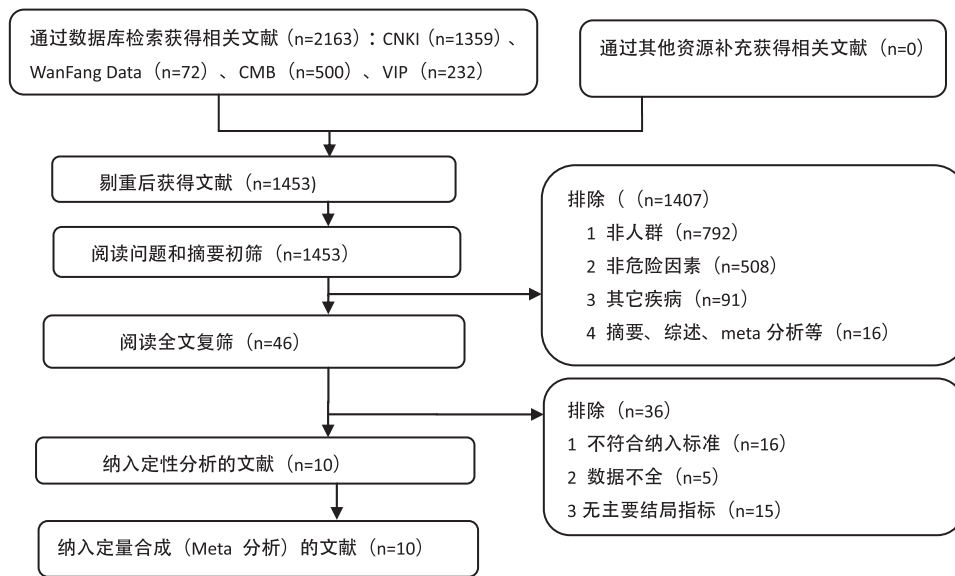 通过数据库检索获得相关文献（n=2163）：CNKI（n=1359）、
WanFang Data（n=72）、CMB（n=500）、VIP（n=232）
通过其他资源补充获得相关文献（n=0）
剔重后获得文献（n=1453)
阅读问题和摘要初筛（n=1453）
排除（（n=1407）
1 非人群（n=792）
2 非危险因素（n=508）
3 其它疾病（n=91）
4 摘要、综述、meta 分析等（n=16）
阅读全文复筛（n=46）
排除（n=36）
1 不符合纳入标准（n=16）
2 数据不全（n=5）
3 无主要结局指标（n=15）
纳入定性分析的文献（n=10）
纳入定量合成（Meta 分析）的文献（n=10）